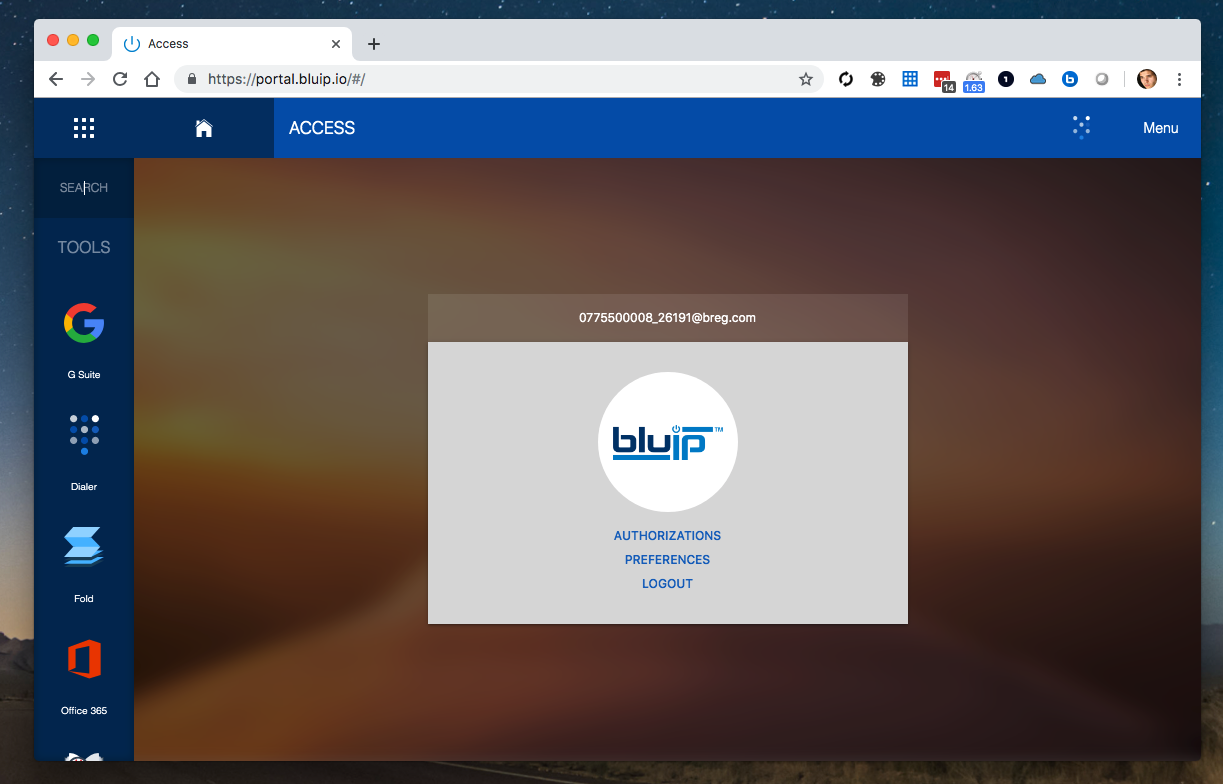 Access
https://portal.bluip.io/#/
14
1.63
1
b
ACCESS
Menu
SEARCH
TOOLS
G Suite
Dialer
Fold
Office 365
0775500008_26191@breg.com
bluip™
AUTHORIZATIONS
PREFERENCES
LOGOUT